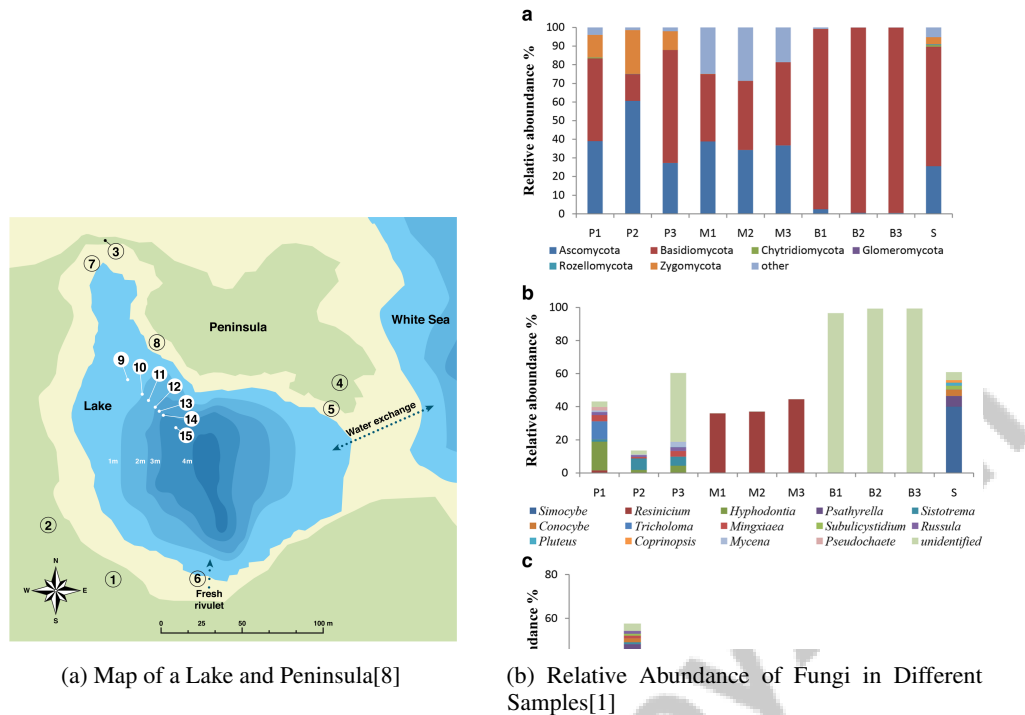 3
7
Peninsula
White Sea
8
9
10
11
12
13
14
15
4
5
Lake
Water exchange
1m
2m
3m
4m
2
1
6
Fresh
rivulet
N
W
E
S
0
25
50
100 m
(a) Map of a Lake and Peninsula[8]
a
Relative aboundance %
100
90
80
70
60
50
40
30
20
10
0
P1 P2 P3 M1 M2 M3 B1 B2 B3 S
Ascomycota Basidiomycota Chytridiomycota Glomeromycota
Rozellomycota Zygomycota other
b
Relative aboundance %
100
80
60
40
20
0
P1 P2 P3 M1 M2 M3 B1 B2 B3 S
Simocybe Resinicium Hyphodontia Psathyrella Sistotrema
Conocybe Tricholoma Mingxiaea Subulicystidium Russula
Pluteus Coprinopsis Mycena Pseudochaete unidentified
c
80
60
%
(b) Relative Abundance of Fungi in Different
Samples[1]